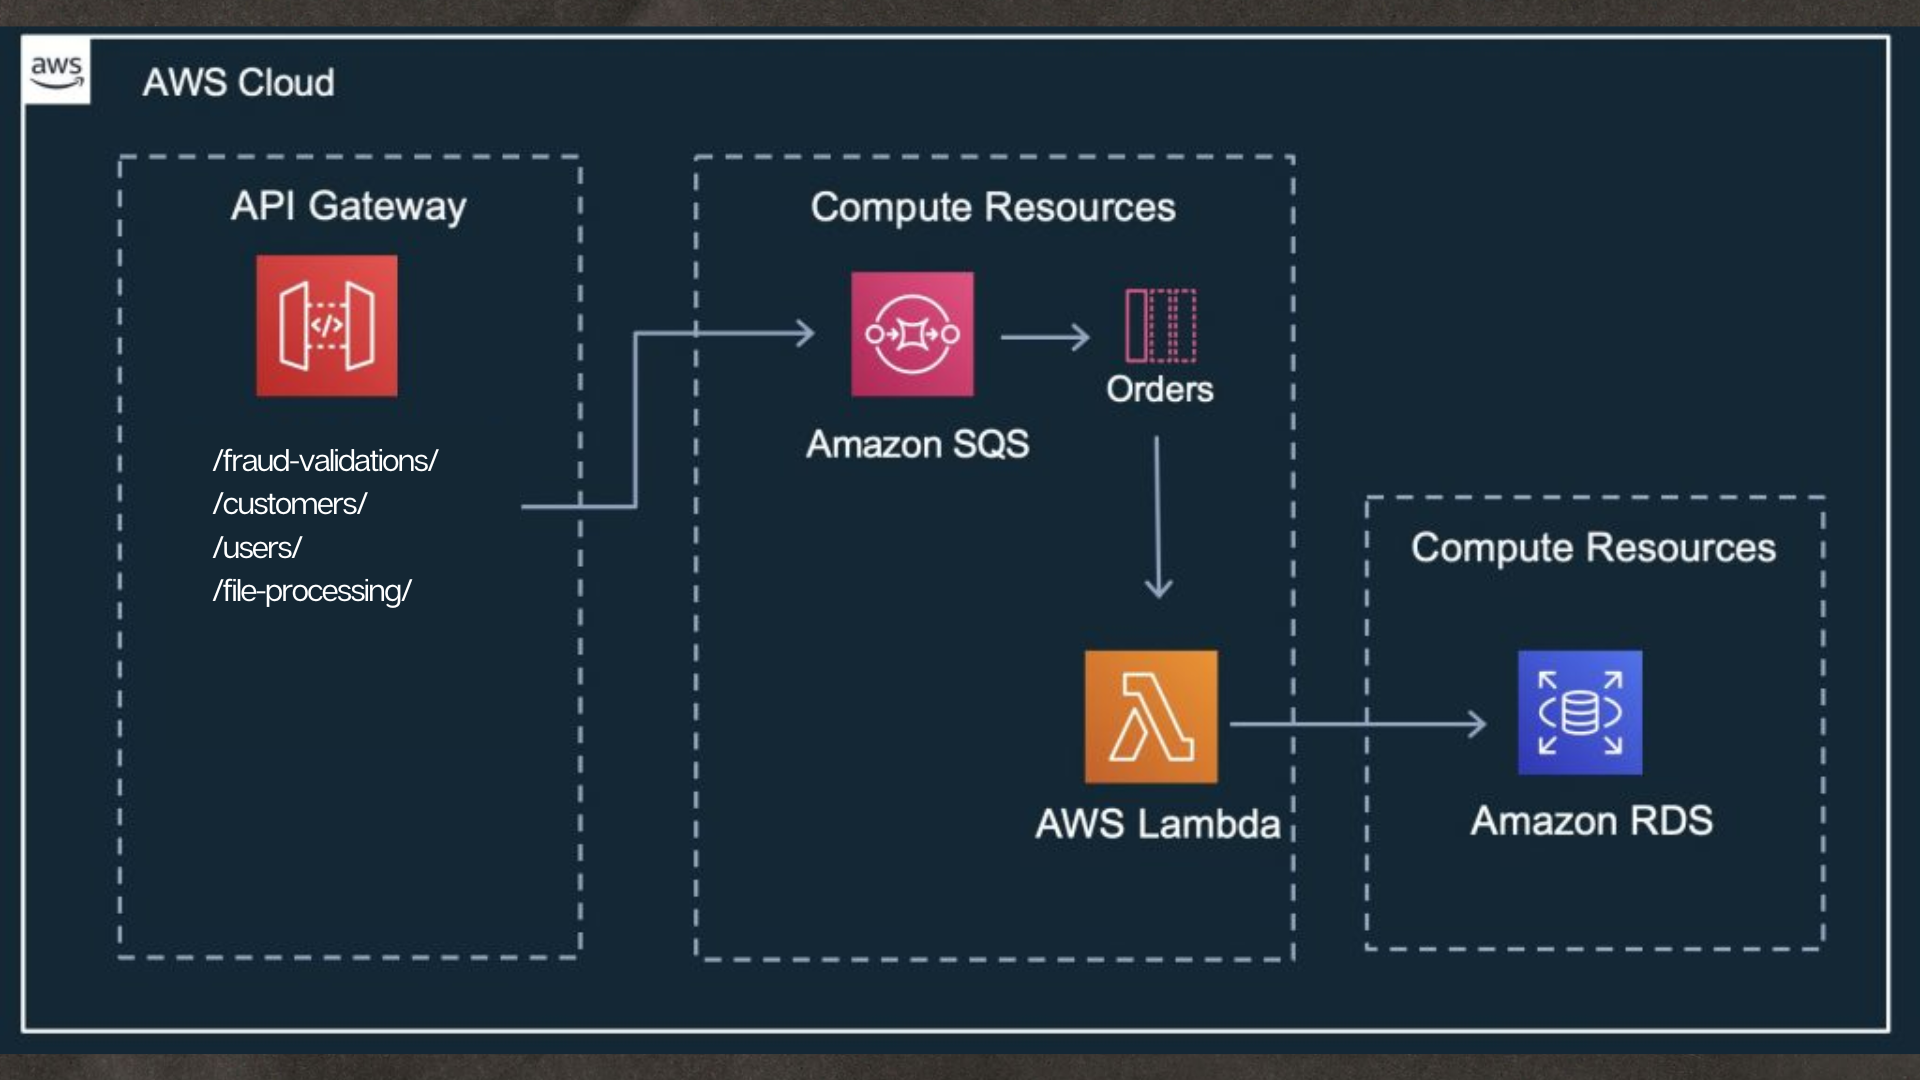 aws
AWS Cloud
API Gateway
/fraud-validations/
/customers/
/users/
/file-processing/
Compute Resources
</>
Amazon SQS
Orders
AWS Lambda
Compute Resources
Amazon RDS